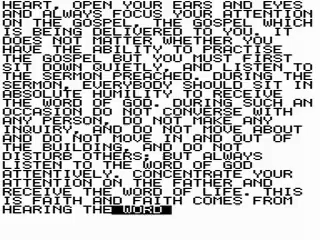 HEART, OPEN YOUR EARS AND EYES
AND ALWAYS FOCUS YOUR ATTENTION
ON THE GOSPEL. THE GOSPEL WHICH
IS BEING DELIVERED TO YOU. IT
DOES NOT MATTER WHETHER YOU
HAVE THE ABILITY TO PRACTISE
THE GOSPEL BUT YOU MUST FIRST
SIT DOWN QUIETLY, AND LISTEN TO
THE SERMON PREACHED. DURING THE
SERMON, EVERYBODY SHOULD SIT IN
ABSOLUTE HUMILITY TO RECEIVE
THE WORD OF GOD. DURING SUCH AN
OCCASION DO NOT CONVERSE WITH
ANY PERSON, DO NOT MAKE ANY
INQUIRY, AND DO NOT MOVE ABOUT
AND DO NOT MOVE IN AND OUT OF
THE BUILDING, AND DO NOT
DISTURB OTHERS; BUT ALWAYS
LISTEN TO THE WORD OF GOD
ATTENTIVELY. CONCENTRATE YOUR
ATTENTION ON THE FATHER AND
RECEIVE THE WORD OF LIFE. THIS
IS FAITH AND FAITH COMES FROM
HEARING THE WORD